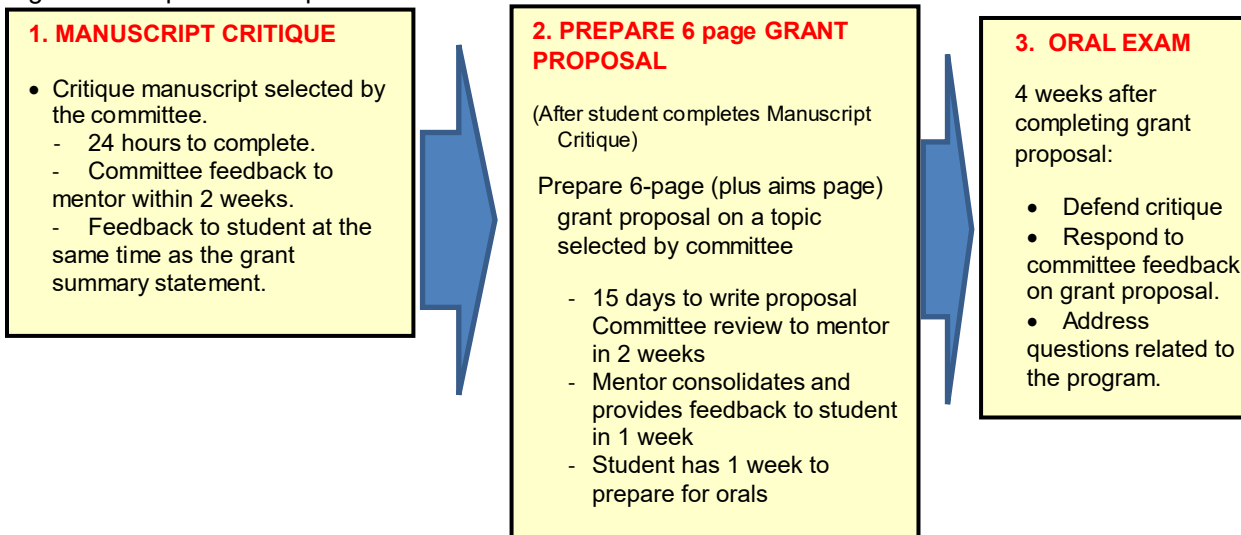 1. MANUSCRIPT CRITIQUE
• Critique manuscript selected by
the committee.
- 24 hours to complete.
- Committee feedback to
mentor within 2 weeks.
- Feedback to student at the
same time as the grant
summary statement.
2. PREPARE 6 page GRANT
PROPOSAL
(After student completes Manuscript
Critique)
Prepare 6-page (plus aims page)
grant proposal on a topic
selected by committee
- 15 days to write proposal
Committee review to mentor
in 2 weeks
- Mentor consolidates and
provides feedback to student
in 1 week
- Student has 1 week to
prepare for orals
3. ORAL EXAM
4 weeks after
completing grant
proposal:
• Defend critique
• Respond to
committee feedback
on grant proposal.
• Address
questions related to
the program.